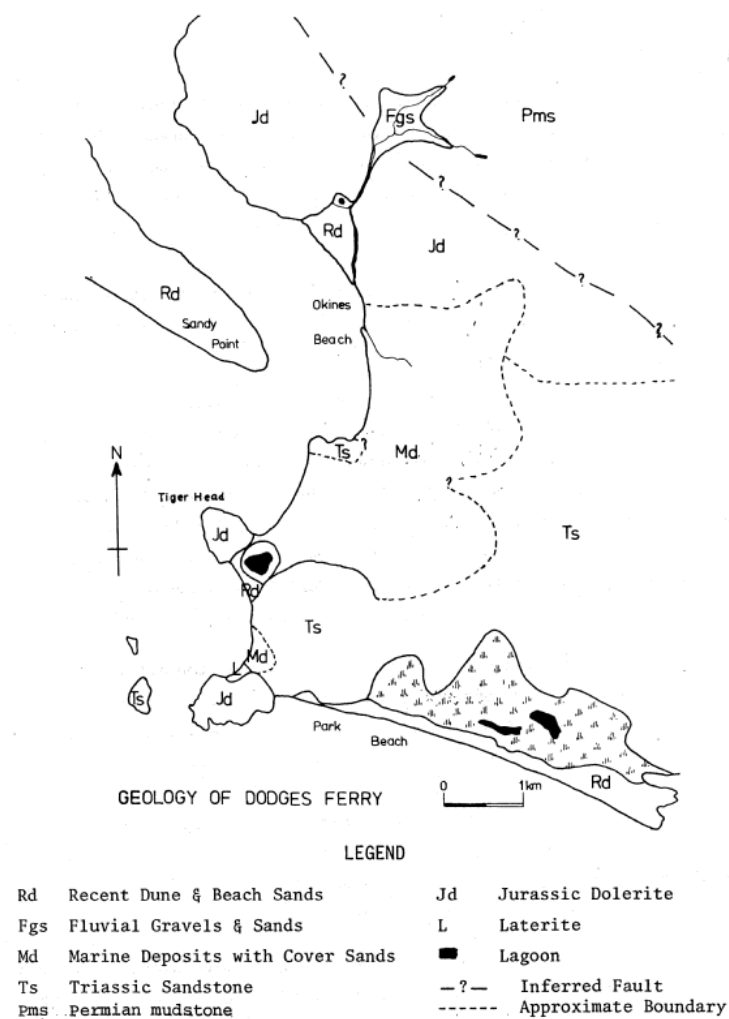 Jd
?
Fgs
Pms
?
Rd
Jd
?
Rd
Okines
?
Sandy
Point
Beach
?
Ts
?
Md
N
?
Tiger Head
Jd
Ts
Rd
Ts
Md
L
Ts
Jd
Park
Beach
Rd
GEOLOGY OF DODGES FERRY
0 1km
LEGEND
Rd Recent Dune & Beach Sands
Jd Jurassic Dolerite
Fgs Fluvial Gravels & Sands
L Laterite
Md Marine Deposits with Cover Sands
Lagoon
Ts Triassic Sandstone
—?— Inferred Fault
Pms Permian mudstone
------ Approximate Boundary